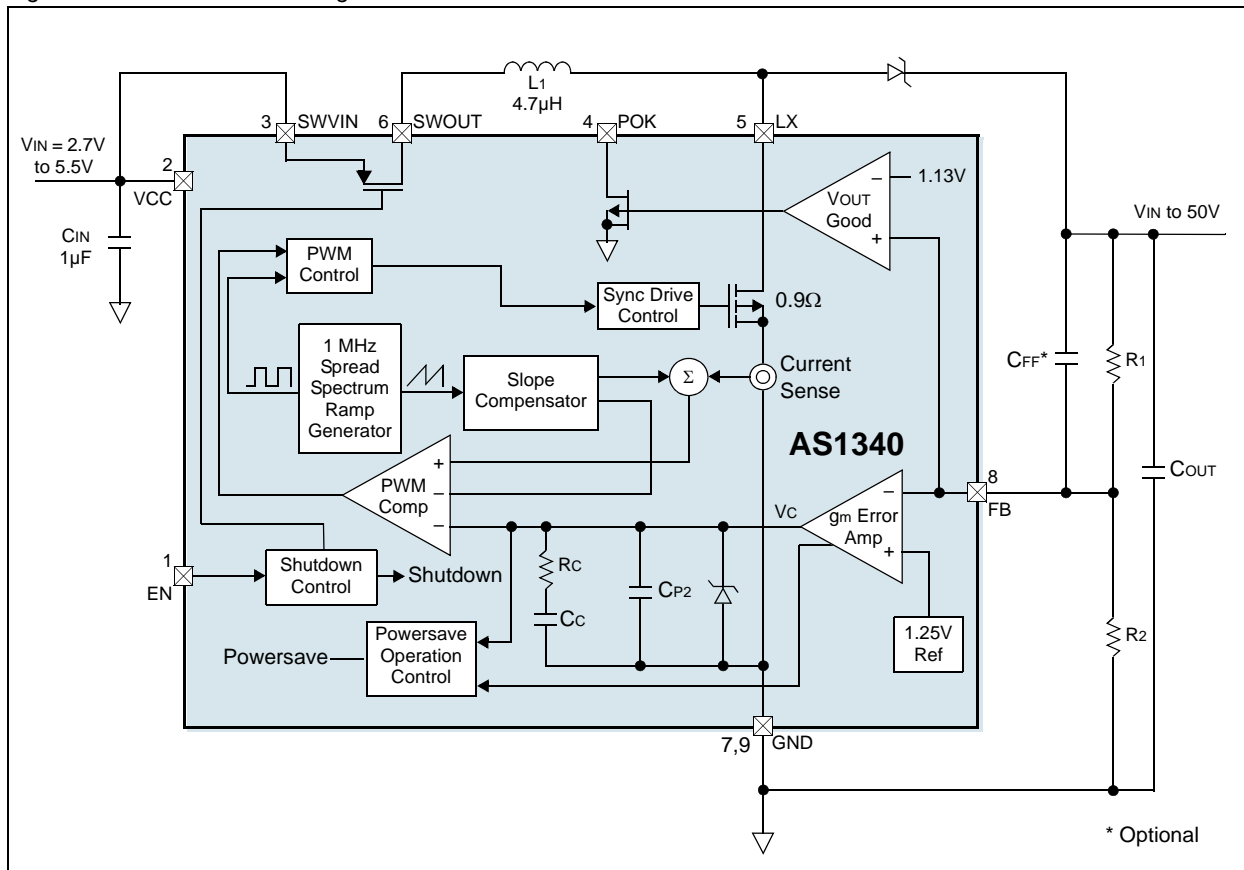 L1
4.7µH
3 SWVIN
6 SWOUT
4 POK
5 LX
VIN = 2.7V
to 5.5V
2
VCC
CIN
1µF
1.13V
VOUT
Good
−
+
VIN to 50V
PWM
Control
Sync Drive
Control
0.9Ω
1 MHz
Spread
Spectrum
Ramp
Generator
Slope
Compensator
Σ
Current
Sense
CFF*
R1
AS1340
COUT
PWM
Comp
+
−
−
VC
gm Error
Amp
−
+
8
FB
1
EN
Shutdown
Control
Shutdown
RC
CC
CP2
1.25V
Ref
R2
Powersave
Powersave
Operation
Control
7,9 GND
* Optional